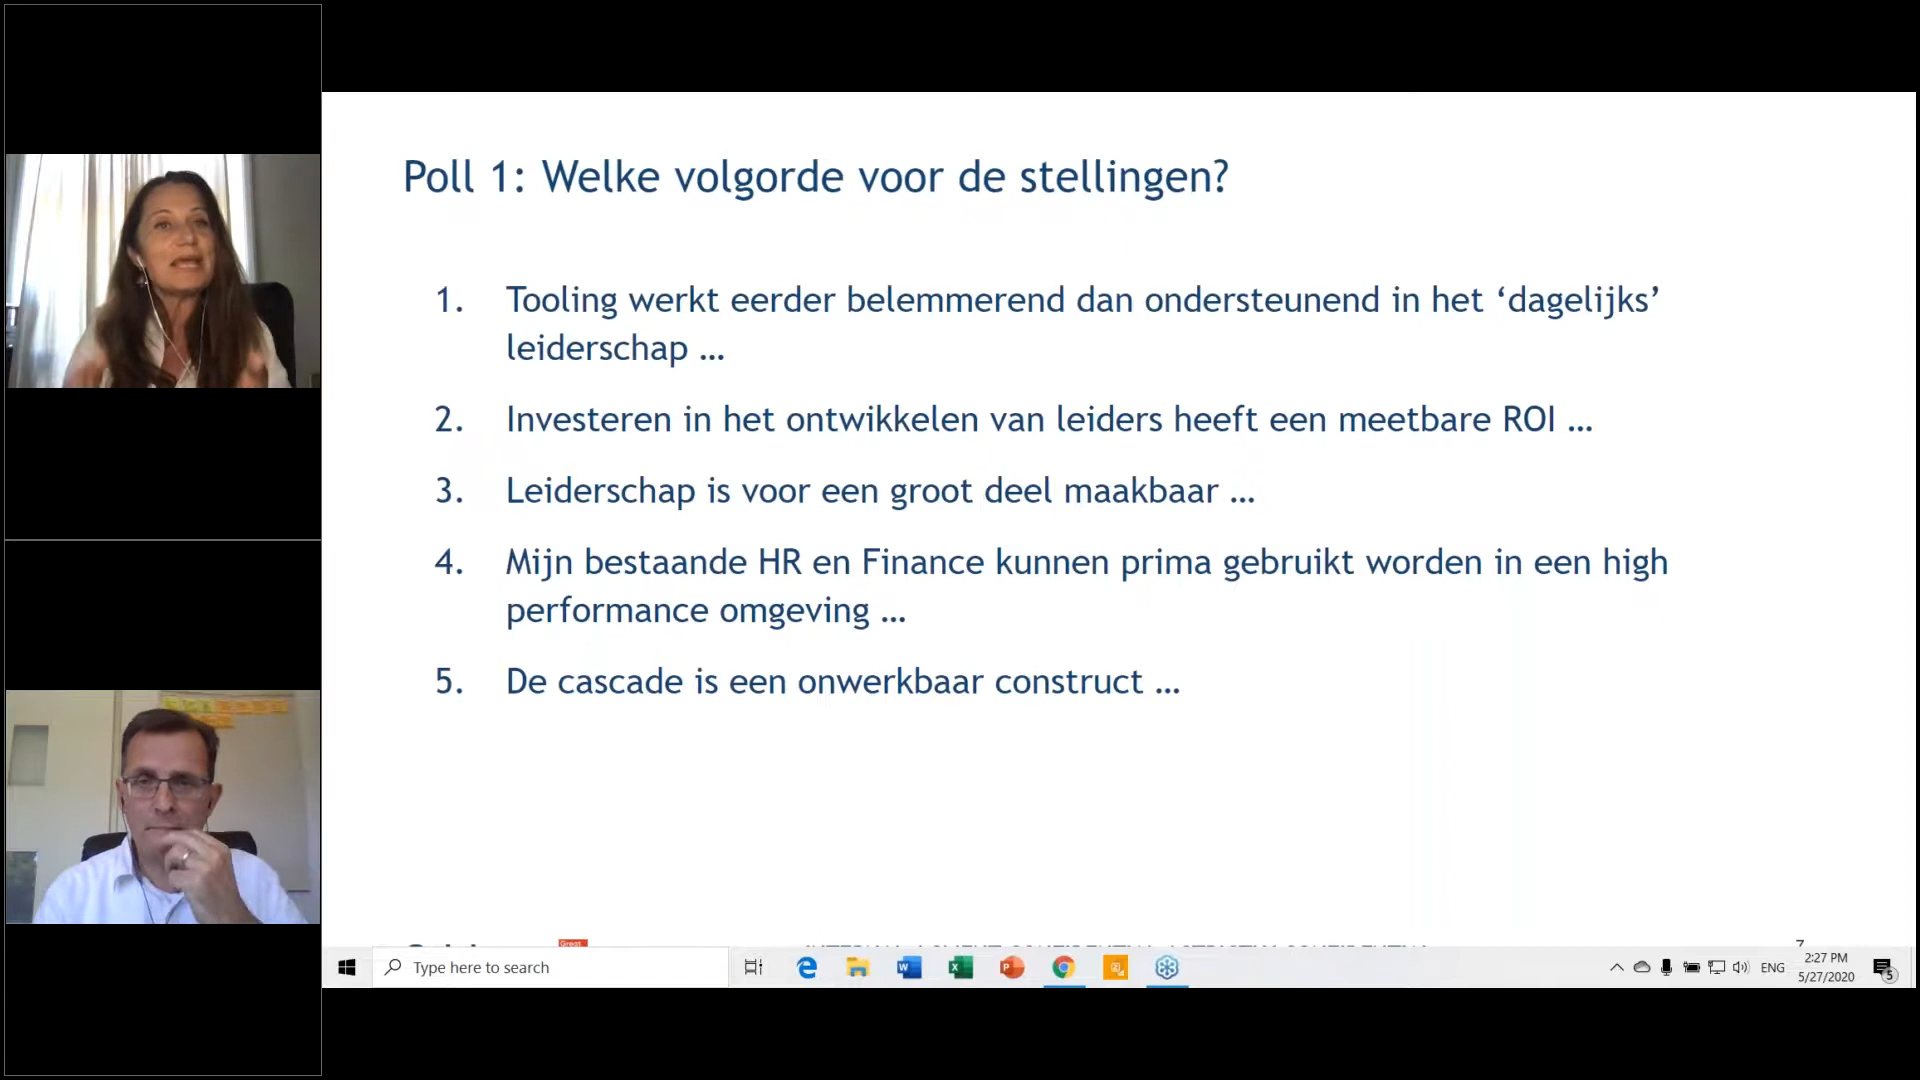 Poll 1: Welke volgorde voor de stellingen?
1. Tooling werkt eerder belemmerend dan ondersteunend in het ‘dagelijks’
leiderschap …
2. Investeren in het ontwikkelen van leiders heeft een meetbare ROI …
3. Leiderschap is voor een groot deel maakbaar …
4. Mijn bestaande HR en Finance kunnen prima gebruikt worden in een high
performance omgeving …
5. De cascade is een onwerkbaar construct …
Great
7
Type here to search
ENG
2:27 PM
5/27/2020
5